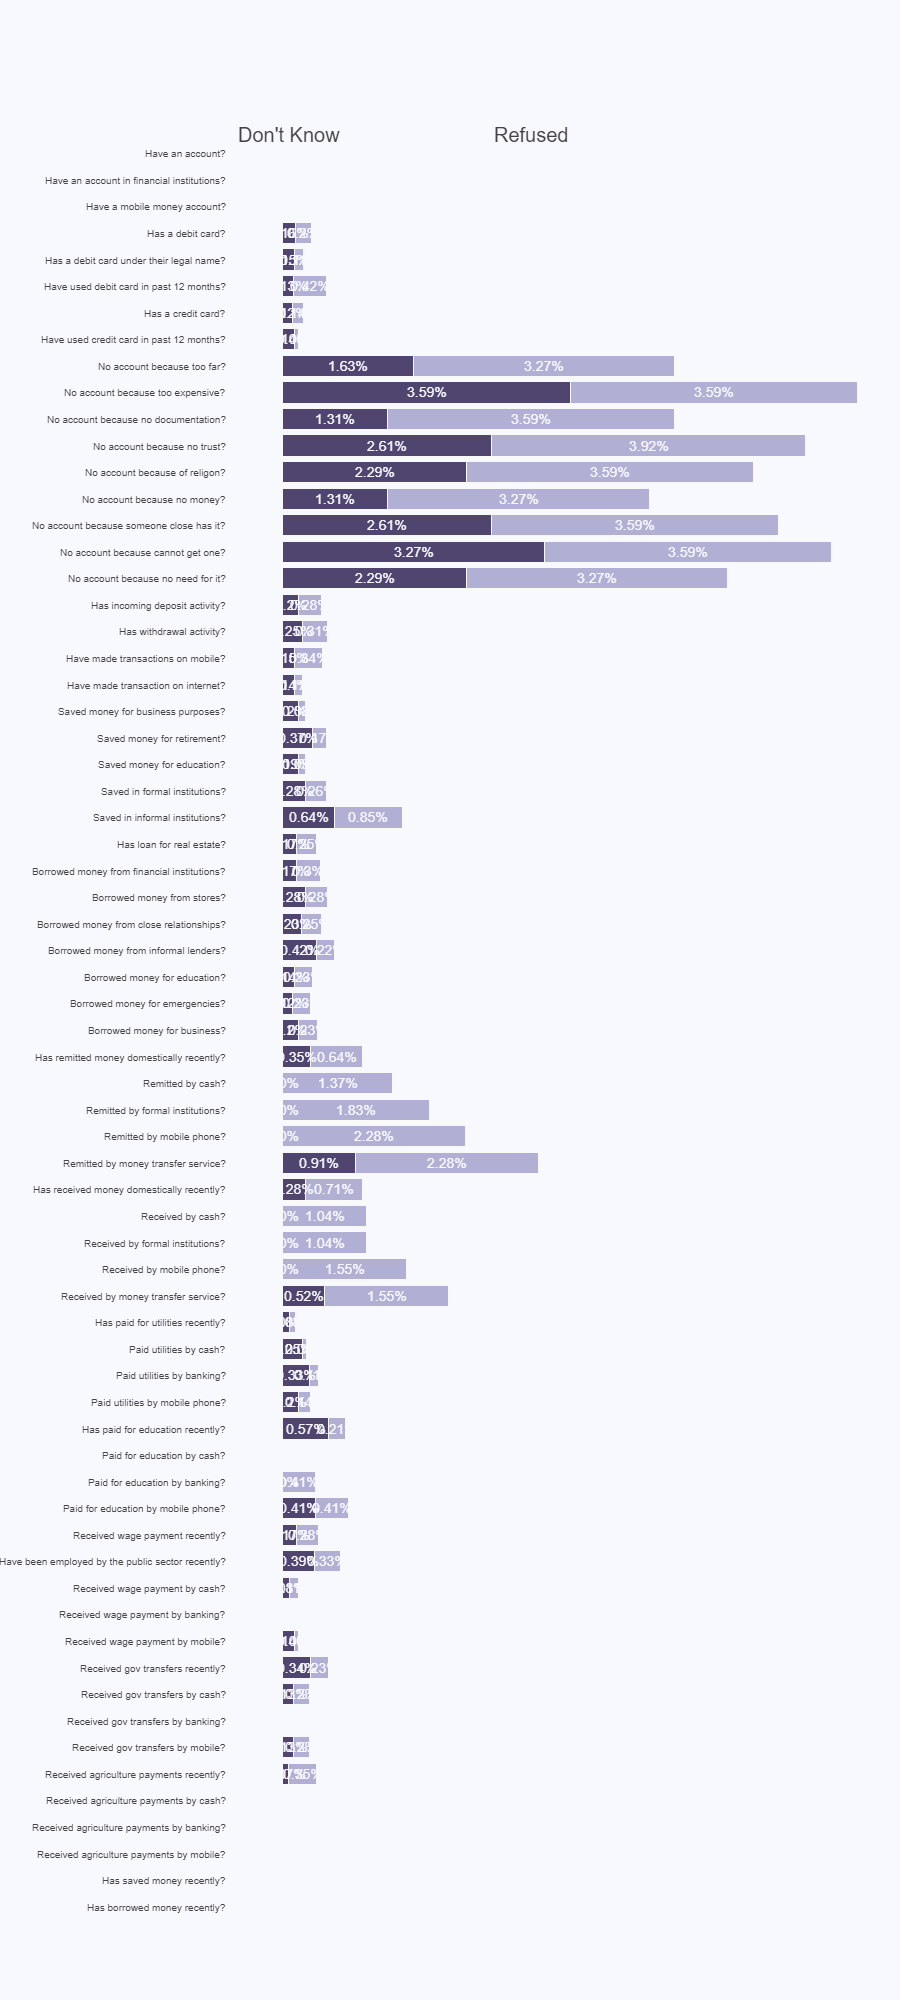 Don't Know Refused
Have an account?
Have an account in financial institutions?
Have a mobile money account?
Has a debit card?
Has a debit card under their legal name?
Have used debit card in past 12 months?
Has a credit card?
Have used credit card in past 12 months?
No account because too far? 1.63% 3.27%
No account because too expensive? 3.59% 3.59%
No account because no documentation? 1.31% 3.59%
No account because no trust? 2.61% 3.92%
No account because of religon? 2.29% 3.59%
No account because no money? 1.31% 3.27%
No account because someone close has it? 2.61% 3.59%
No account because cannot get one? 3.27% 3.59%
No account because no need for it? 2.29% 3.27%
Has incoming deposit activity?
Has withdrawal activity?
Have made transactions on mobile?
Have made transaction on internet?
Saved money for business purposes?
Saved money for retirement?
Saved money for education?
Saved in formal institutions?
Saved in informal institutions? 0.64% 0.85%
Has loan for real estate?
Borrowed money from financial institutions?
Borrowed money from stores?
Borrowed money from close relationships?
Borrowed money from informal lenders?
Borrowed money for education?
Borrowed money for emergencies?
Borrowed money for business?
Has remitted money domestically recently? 0.35% 0.64%
Remitted by cash? 0% 1.37%
Remitted by formal institutions? 0% 1.83%
Remitted by mobile phone? 0% 2.28%
Remitted by money transfer service? 0.91% 2.28%
Has received money domestically recently? 0.71%
Received by cash? 0% 1.04%
Received by formal institutions? 0% 1.04%
Received by mobile phone? 0% 1.55%
Received by money transfer service? 0.52% 1.55%
Has paid for utilities recently?
Paid utilities by cash?
Paid utilities by banking?
Paid utilities by mobile phone?
Has paid for education recently? 0.57%
Paid for education by cash?
Paid for education by banking?
Paid for education by mobile phone? 0.41% 0.41%
Received wage payment recently?
Have been employed by the public sector recently?
Received wage payment by cash?
Received wage payment by banking?
Received wage payment by mobile?
Received gov transfers recently?
Received gov transfers by cash?
Received gov transfers by banking?
Received gov transfers by mobile?
Received agriculture payments recently?
Received agriculture payments by cash?
Received agriculture payments by banking?
Received agriculture payments by mobile?
Has saved money recently?
Has borrowed money recently?